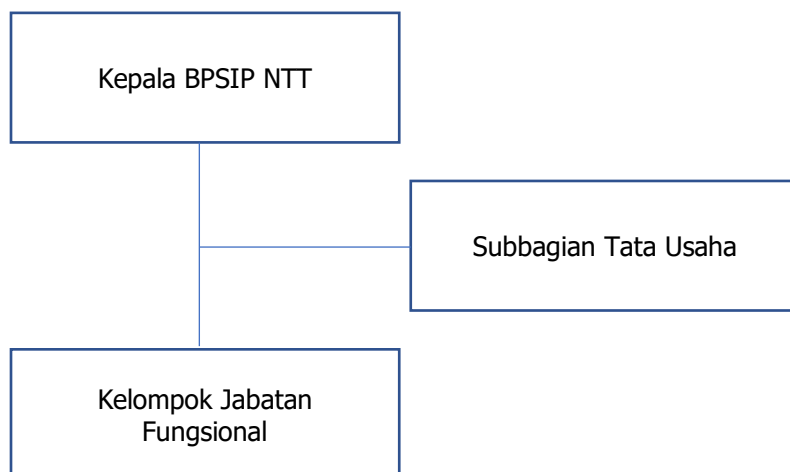 Kepala BPSIP NTT
Subbagian Tata Usaha
Kelompok Jabatan
Fungsional